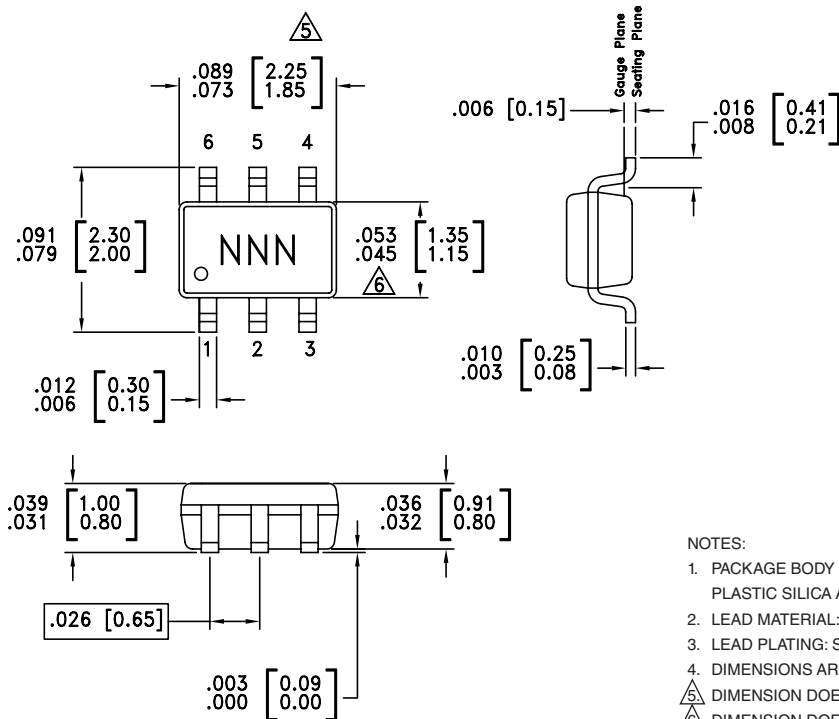 5
.089 [2.25]
.073 [1.85]
6 5 4
.091 [2.30]
.079 [2.00]
NNN
.053 [1.35]
.045 [1.15]
6
1 2 3
.012 [0.30]
.006 [0.15]
Gauge Plane
Seating Plane
.006 [0.15]
.016 [0.41]
.008 [0.21]
.010 [0.25]
.003 [0.08]
.039 [1.00]
.031 [0.80]
.036 [0.91]
.032 [0.80]
.026 [0.65]
.003 [0.09]
.000 [0.00]
NOTES:
1. PACKAGE BODY
PLASTIC SILICA
2. LEAD MATERIAL:
3. LEAD PLATING:
4. DIMENSIONS
5. DIMENSION
6. DIMENSION